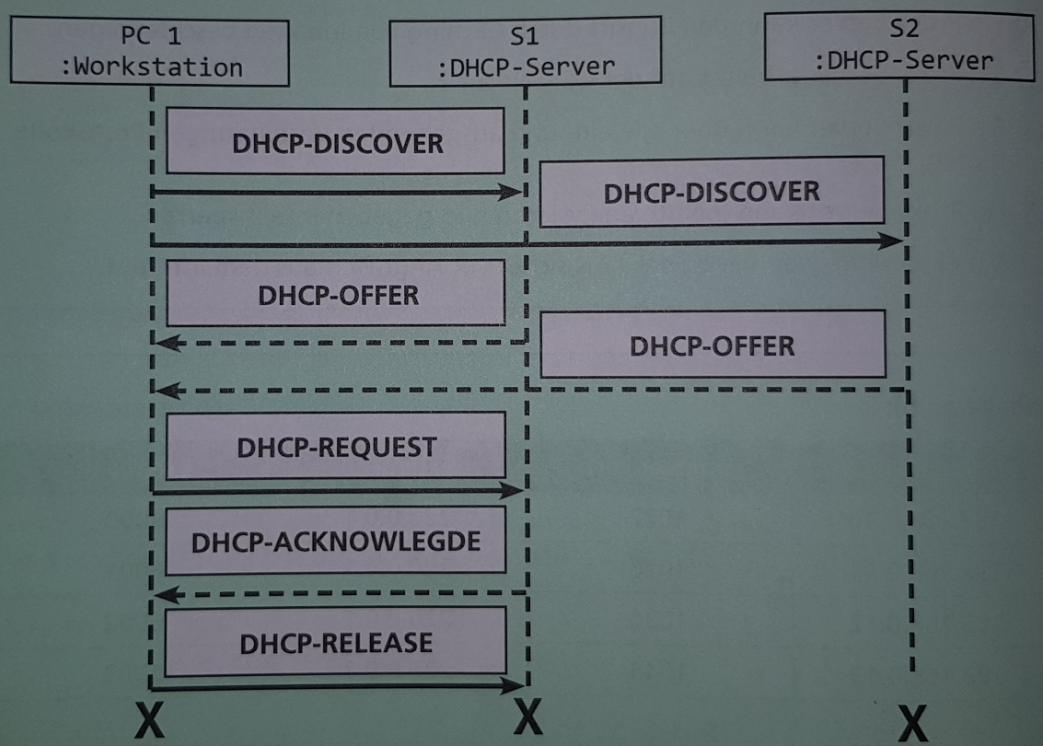 PC 1
:Workstation
S1
:DHCP-Server
S2
:DHCP-Server
DHCP-DISCOVER
DHCP-DISCOVER
DHCP-OFFER
DHCP-OFFER
DHCP-REQUEST
DHCP-ACKNOWLEGDE
DHCP-RELEASE
X
X
X